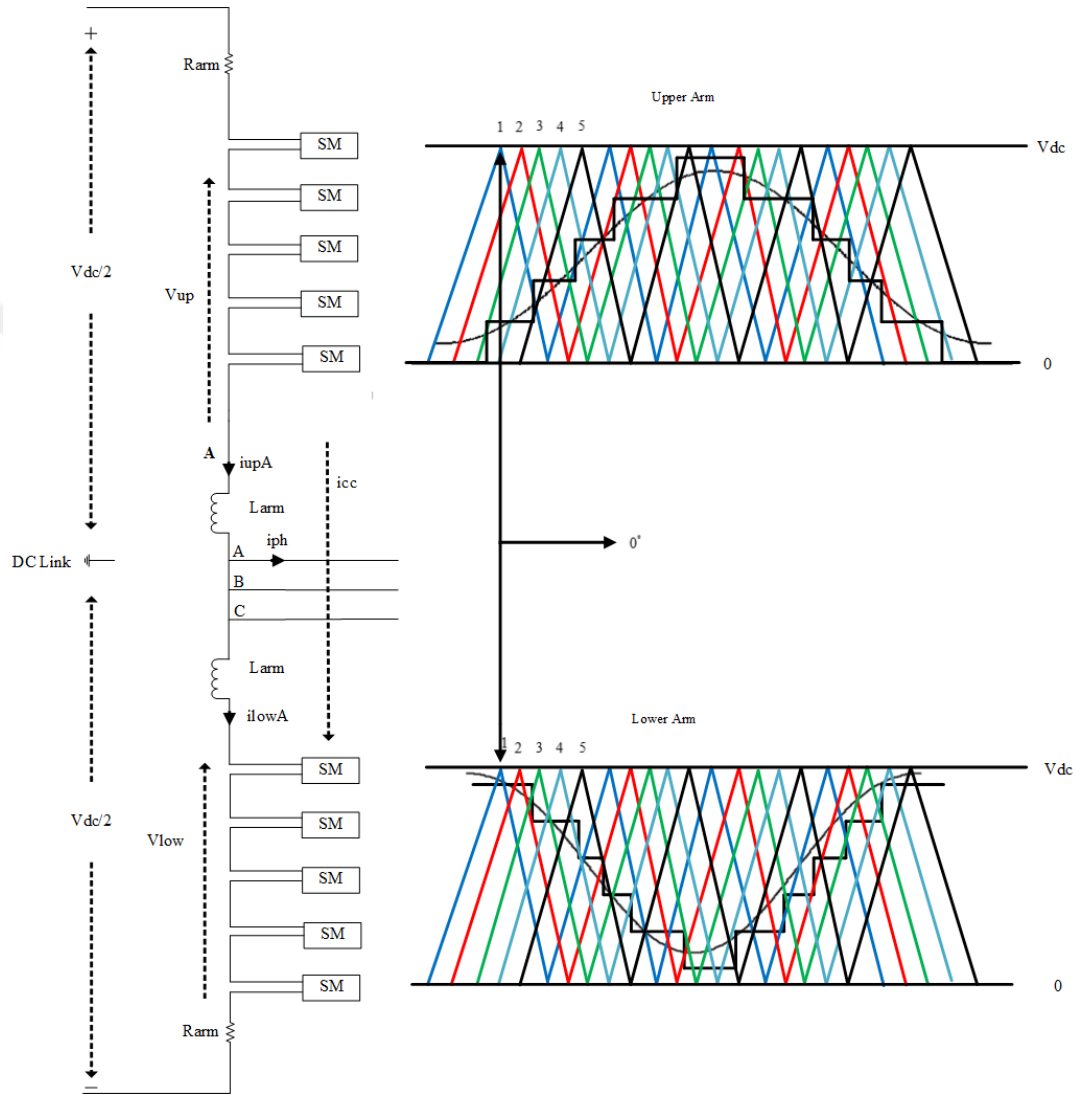 +
Rarm
SM
SM
SM
SM
SM
Vdc/2
Vup
A
iupA
Larm
icc
iph
DC Link
A
B
C
Larm
ilowA
SM
SM
SM
SM
SM
Vdc/2
Vlow
Rarm
−
Upper Arm
1 2 3 4 5
Vdc
0
0°
Lower Arm
1 2 3 4 5
Vdc
0